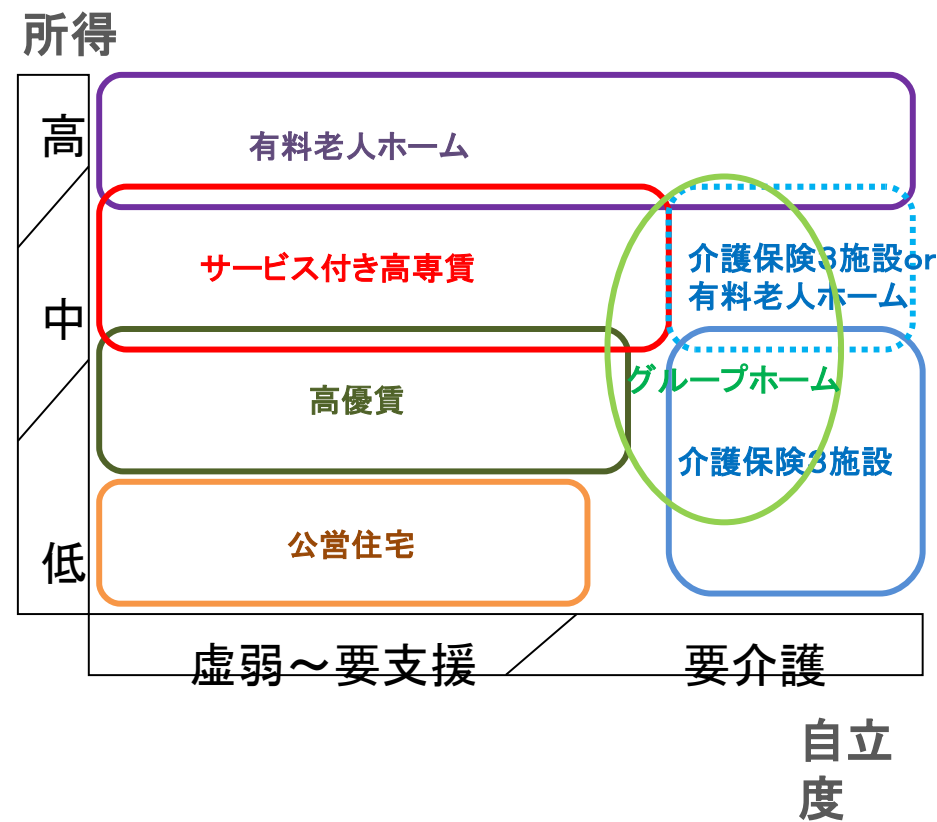 所得
高
有料老人ホーム
サービス付き高専賃
介護保険3施設or
有料老人ホーム
中
グループホーム
高優賃
介護保険3施設
公営住宅
低
虚弱～要支援
要介護
自立
度